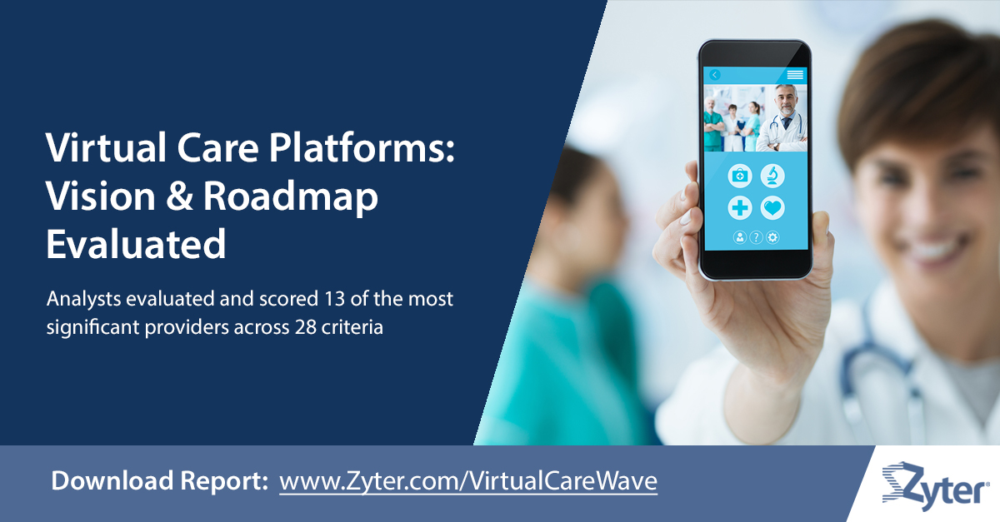 Virtual Care Platforms:
Vision & Roadmap
Evaluated
Analysts evaluated and scored 13 of the most
significant providers across 28 criteria
?
Download Report: www.Zyter.com/VirtualCareWave
Zyter®